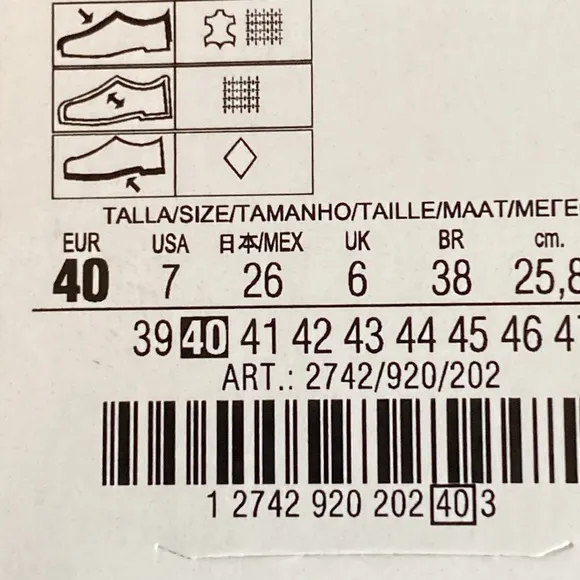 TALLA/SIZE/TAMANHO/TAILLE/MAAT/ΜΕΓΕ
EUR USA 日本/MEX UK BR cm.
40 7 26 6 38 25,8
39 40 41 42 43 44 45 46 4
ART.: 2742/920/202
1 2742 920 202 40 3